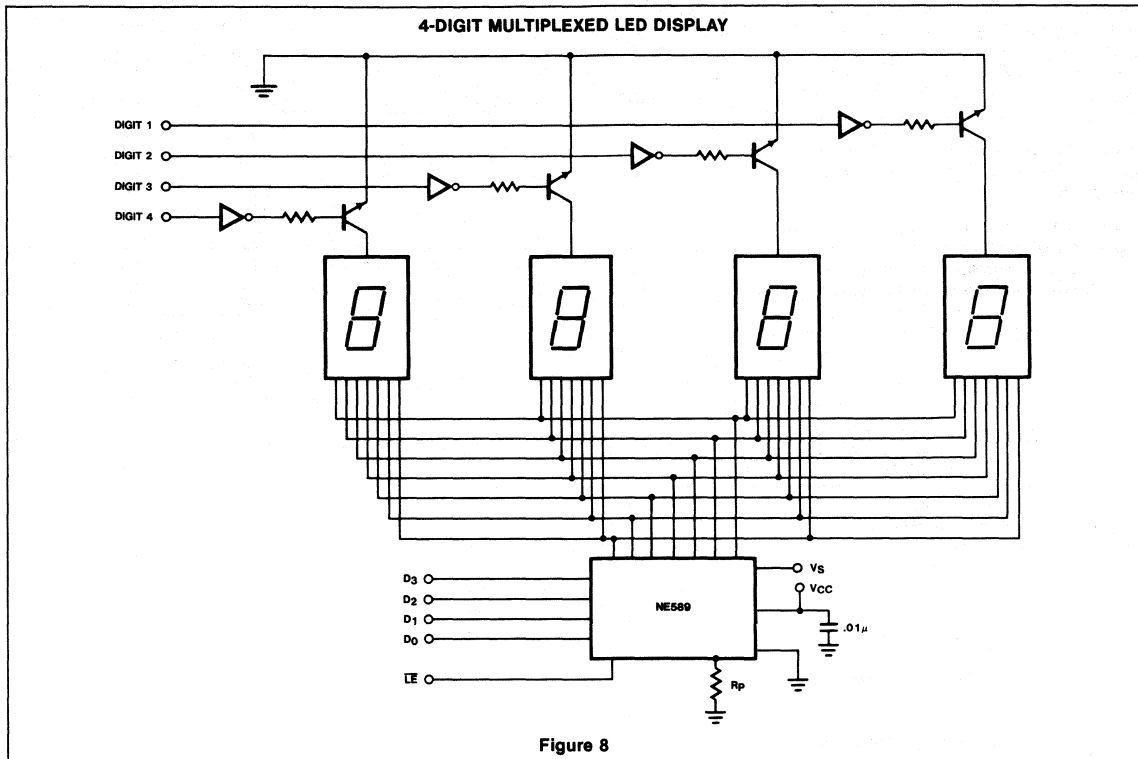 4-DIGIT MULTIPLEXED LED DISPLAY
DIGIT 1
DIGIT 2
DIGIT 3
DIGIT 4
D3
D2
D1
D0
LE
NE589
VS
VCC
.01μ
Rp
Figure 8